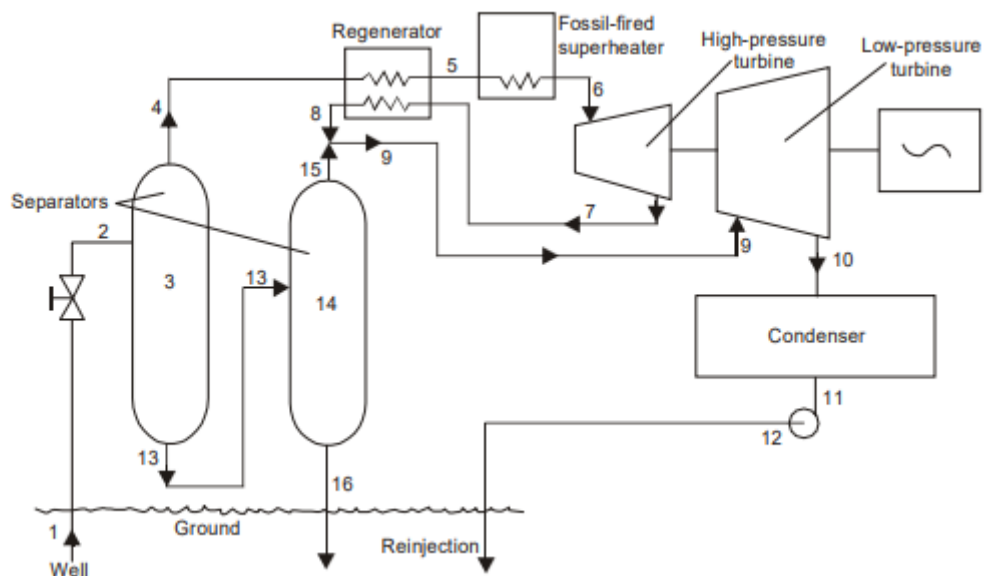 Regenerator
Fossil-fired
superheater
High-pressure
turbine
Low-pressure
turbine
4
5
6
8
15
9
7
Separators
2
3
13
14
9
10
Condenser
11
12
13
16
Ground
1
Well
Reinjection